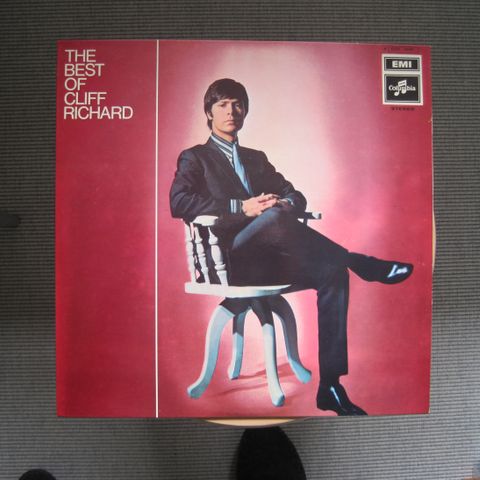 THE
BEST
OF
CLIFF
RICHARD
EMI
Columbia
STEREO